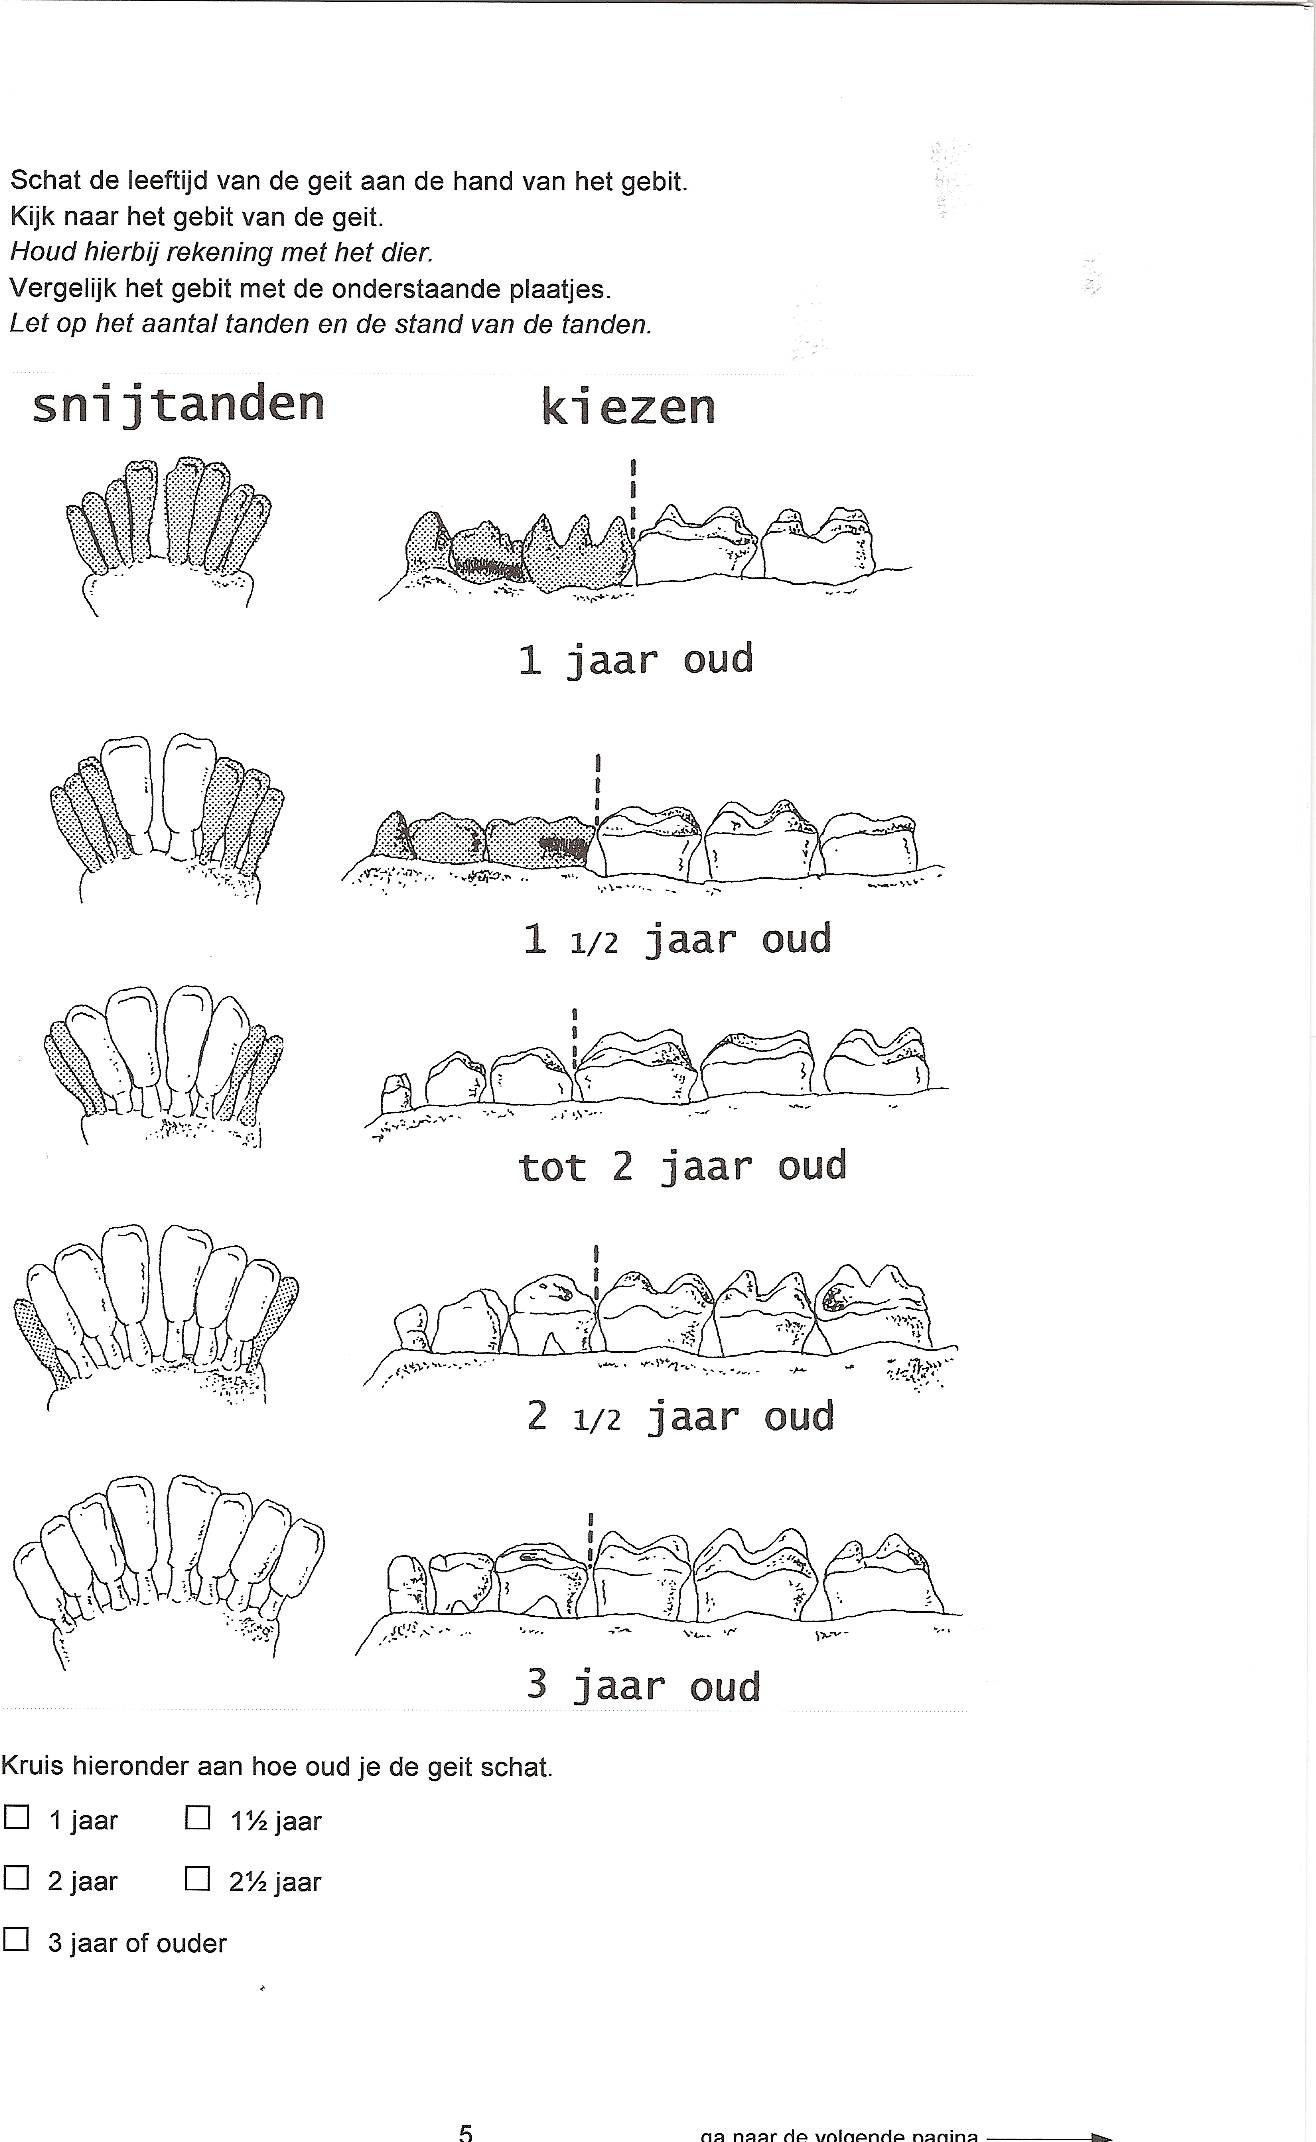 Schat de leeftijd van de geit aan de hand van het gebit.
Kijk naar het gebit van de geit.
Houd hierbij rekening met het dier.
Vergelijk het gebit met de onderstaande plaatjes.
Let op het aantal tanden en de stand van de tanden.
snijtanden kiezen
1 jaar oud
1 1/2 jaar oud
tot 2 jaar oud
2 1/2 jaar oud
3 jaar oud
Kruis hieronder aan hoe oud je de geit schat.
☐ 1 jaar ☐ 1½ jaar
☐ 2 jaar ☐ 2½ jaar
☐ 3 jaar of ouder
5 ga naar de volgende pagina